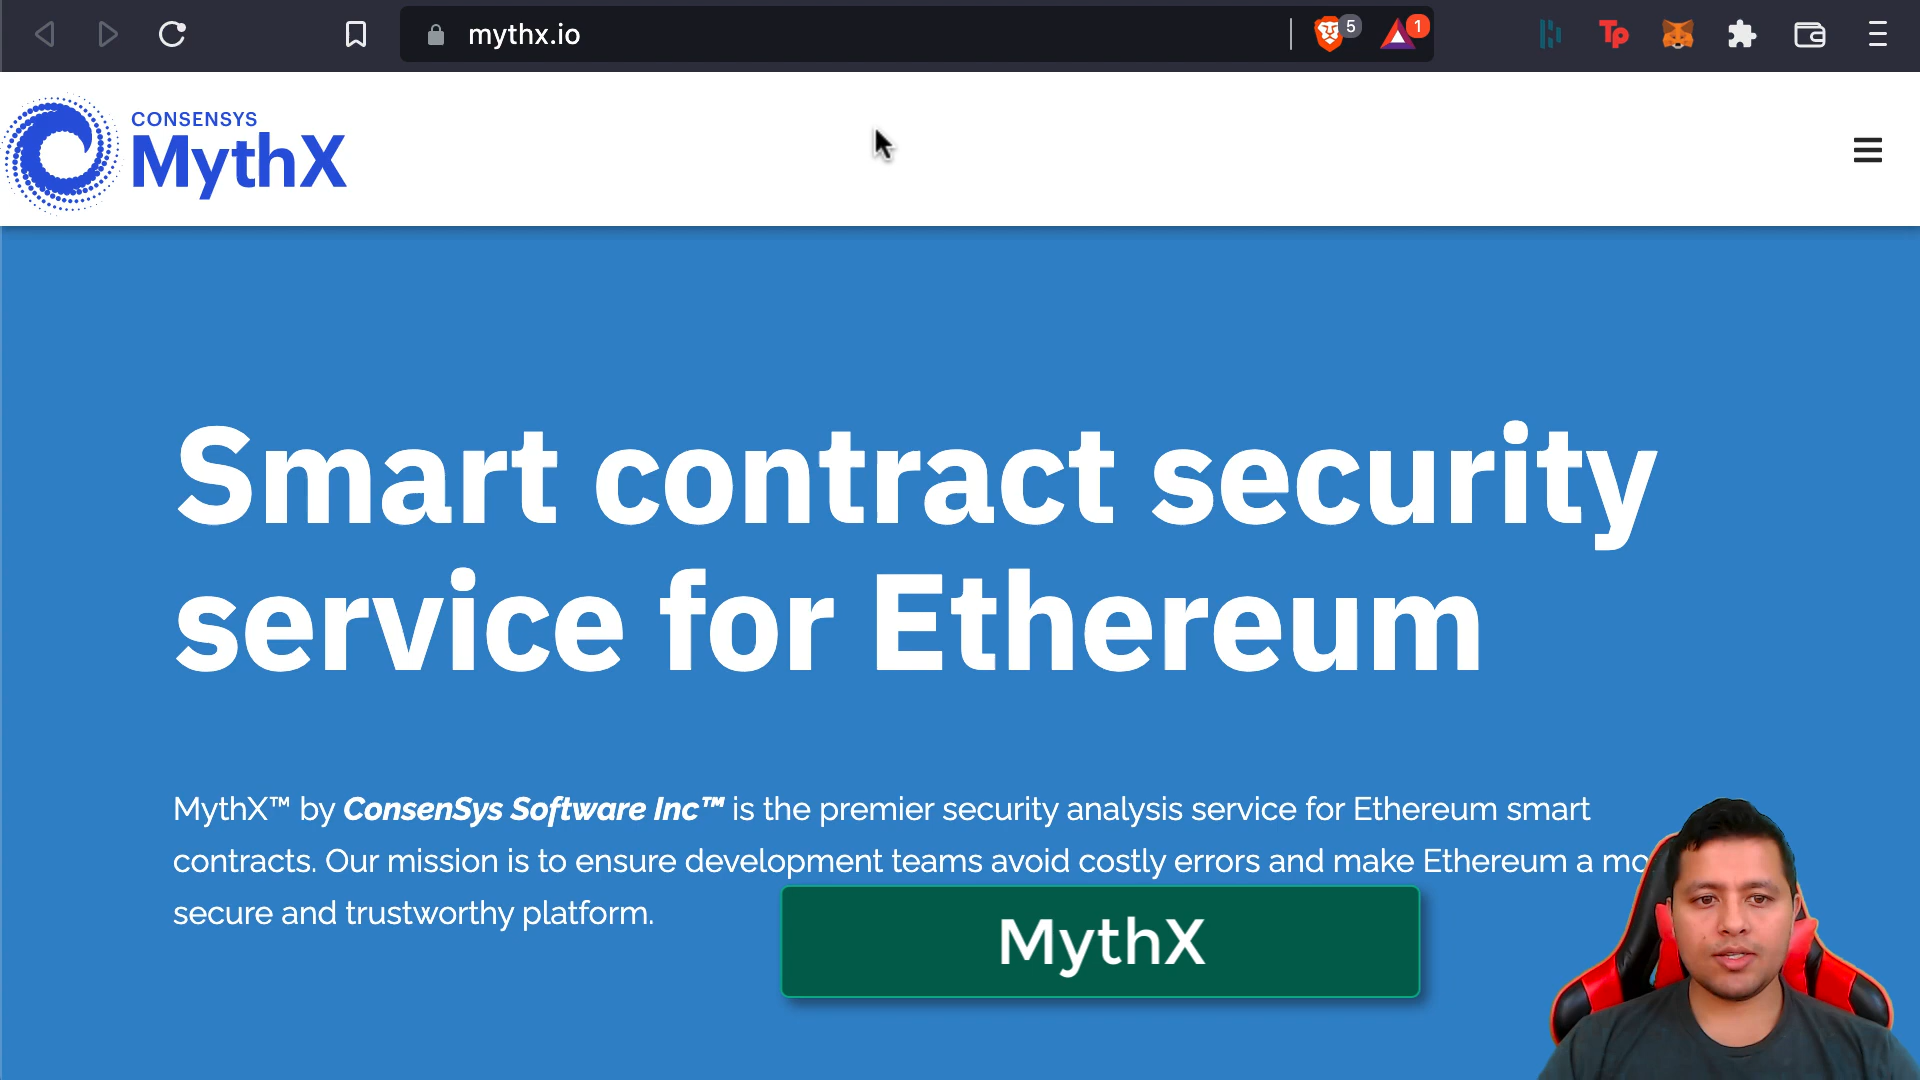 mythx.io
5
1
Tp
CONSENSYS
MythX
Smart contract security
service for Ethereum
MythX™ by ConsenSys Software Inc™ is the premier security analysis service for Ethereum smart
contracts. Our mission is to ensure development teams avoid costly errors and make Ethereum a
secure and trustworthy platform.
MythX